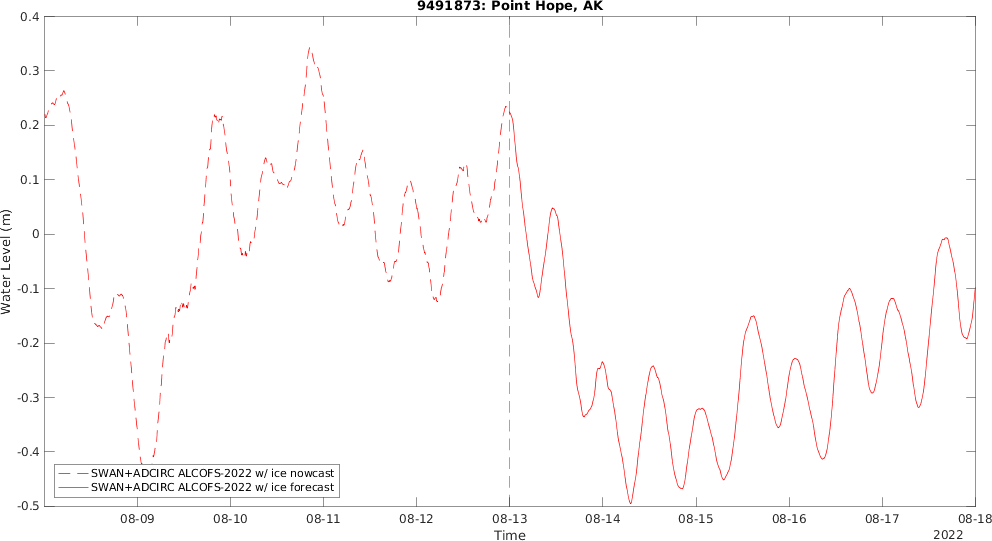 9491873: Point Hope, AK
0.4
0.3
0.2
0.1
0
-0.1
-0.2
-0.3
-0.4
-0.5
Water Level (m)
SWAN+ADCIRC ALCOFS-2022 w/ ice nowcast
SWAN+ADCIRC ALCOFS-2022 w/ ice forecast
08-09 08-10 08-11 08-12 08-13 08-14 08-15 08-16 08-17 08-18
Time
2022